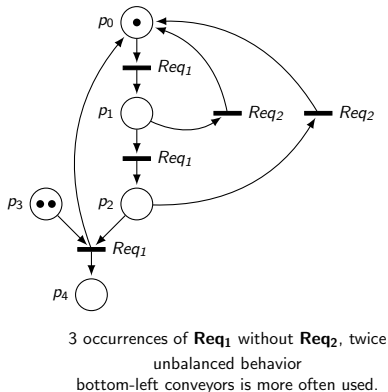 p0
Req1
p1
Req2
Req2
Req1
p3
p2
Req1
p4
3 occurrences of Req1 without Req2, twice
unbalanced behavior
bottom-left conveyors is more often used.